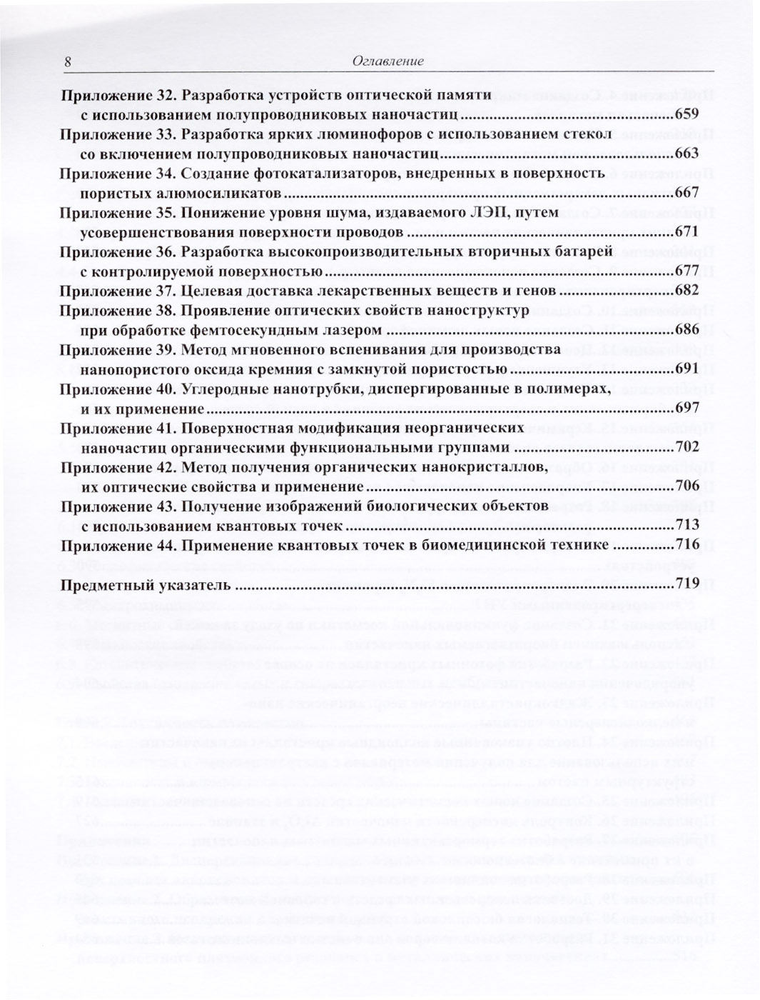 8
Оглавление
Приложение 32. Разработка устройств оптической памяти
с использованием полупроводниковых наночастиц.....659
Приложение 33. Разработка ярких люминофоров с использованием стекол
со включением полупроводниковых наночастиц.....663
Приложение 34. Создание фотокатализаторов, внедренных в поверхность
пористых алюмосиликатов.....667
Приложение 35. Понижение уровня шума, издаваемого ЛЭП, путем
усовершенствования поверхности проводов.....671
Приложение 36. Разработка высокопроизводительных вторичных батарей
с контролируемой поверхностью.....677
Приложение 37. Целевая доставка лекарственных веществ и генов.....682
Приложение 38. Проявление оптических свойств наноструктур
при обработке фемтосекундным лазером.....686
Приложение 39. Метод мгновенного вспенивания для производства
нанопористого оксида кремния с замкнутой пористостью.....691
Приложение 40. Углеродные нанотрубки, диспергированные в полимерах,
и их применение.....697
Приложение 41. Поверхностная модификация неорганических
наночастиц органическими функциональными группами.....702
Приложение 42. Метод получения органических нанокристаллов,
их оптические свойства и применение.....706
Приложение 43. Получение изображений биологических объектов
с использованием квантовых точек.....713
Приложение 44. Применение квантовых точек в биомедицинской технике.....716
Предметный указатель.....719